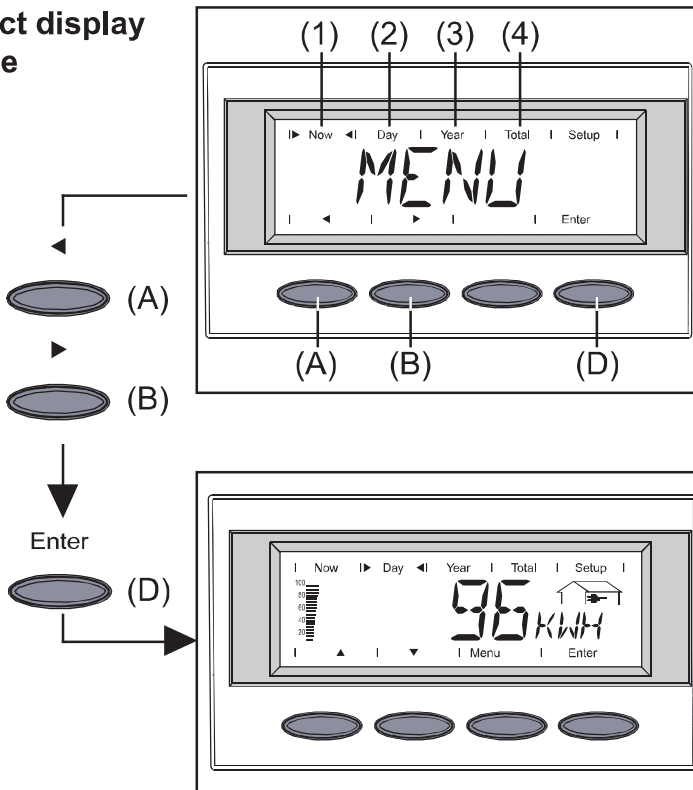 ct display
e
(1) (2) (3) (4)
Now Day Year Total Setup
MENU
Enter
(A)
(B)
(A) (B) (D)
Enter
(D)
Now Day Year Total Setup
100
80
60
40
20
96 KWH
Menu Enter